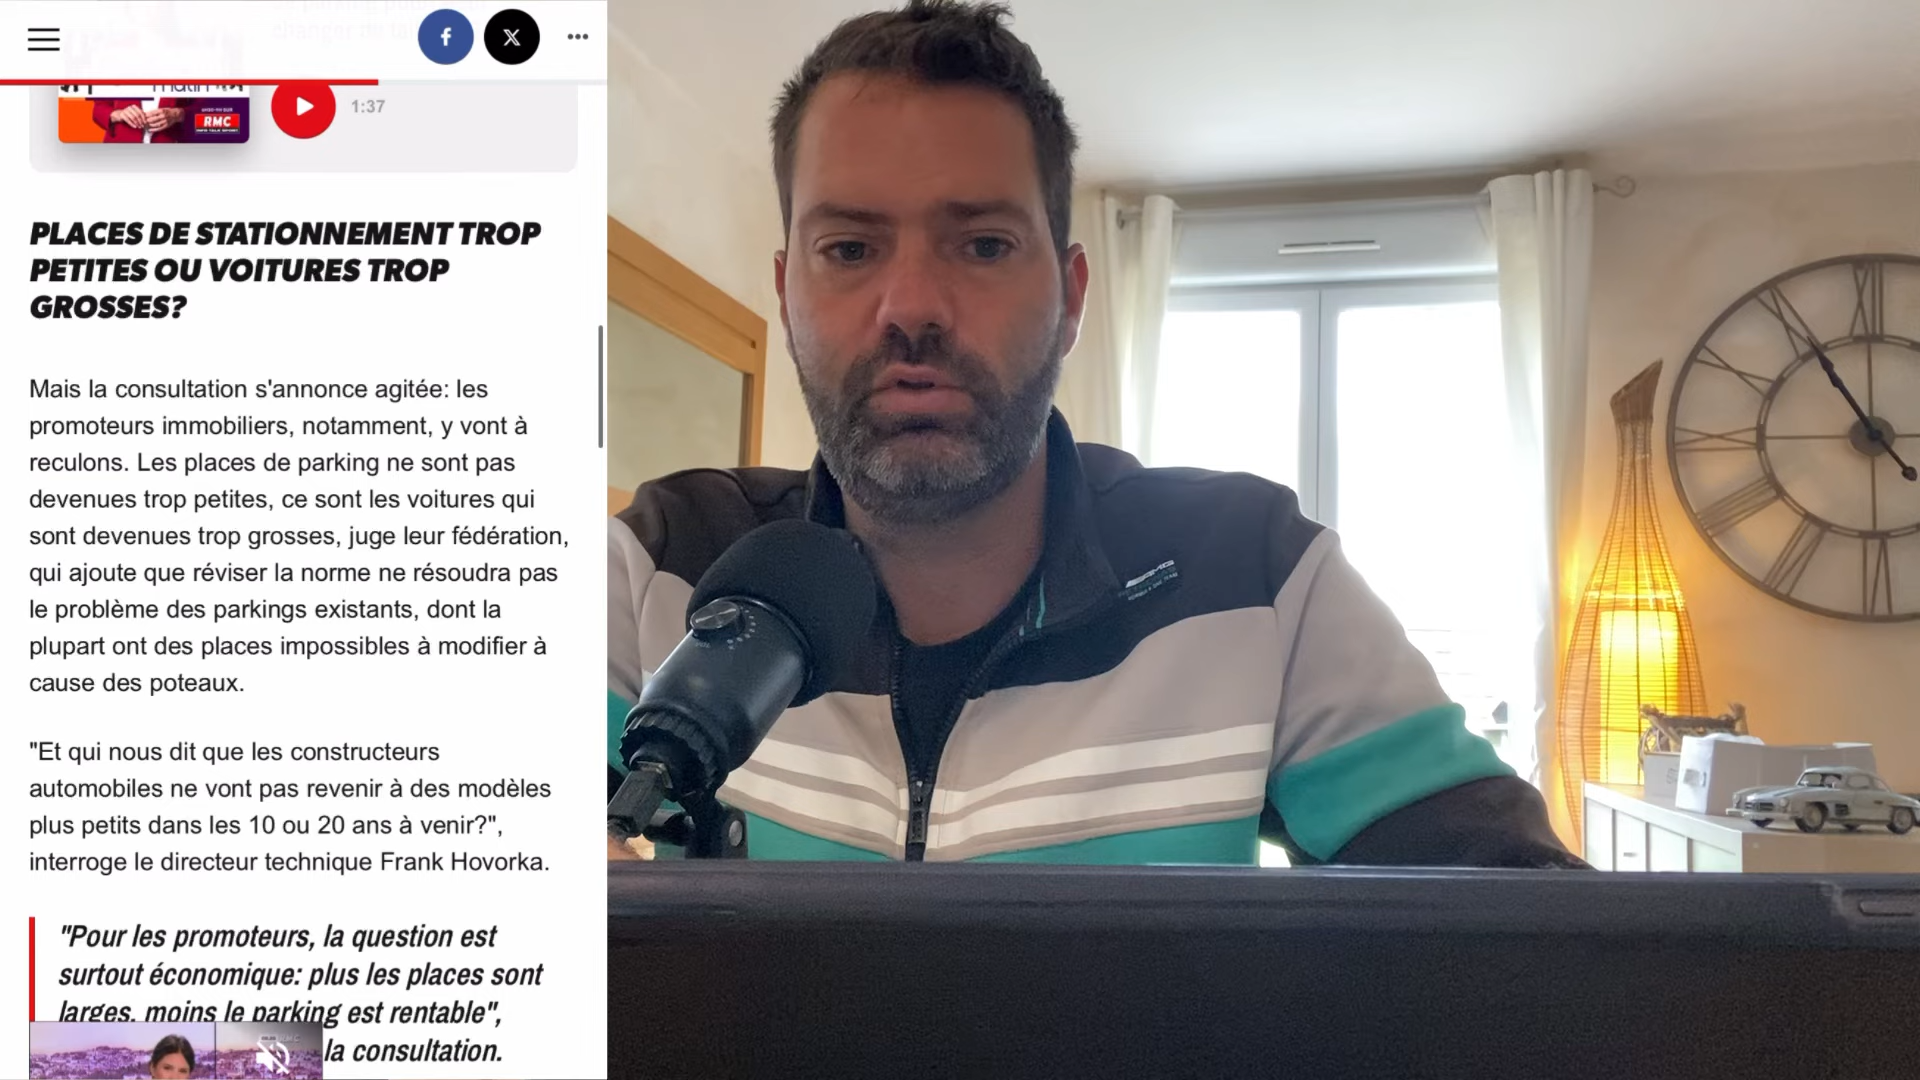 1:37
RMC
PLACES DE STATIONNEMENT TROP
PETITES OU VOITURES TROP
GROSSES?
Mais la consultation s'annonce agitée: les
promoteurs immobiliers, notamment, y vont à
reculons. Les places de parking ne sont pas
devenues trop petites, ce sont les voitures qui
sont devenues trop grosses, juge leur fédération,
qui ajoute que réviser la norme ne résoudra pas
le problème des parkings existants, dont la
plupart ont des places impossibles à modifier à
cause des poteaux.
"Et qui nous dit que les constructeurs
automobiles ne vont pas revenir à des modèles
plus petits dans les 10 ou 20 ans à venir?",
interroge le directeur technique Frank Hovorka.
"Pour les promoteurs, la question est
surtout économique: plus les places sont
larges, moins le parking est rentable",
la consultation.
AMG